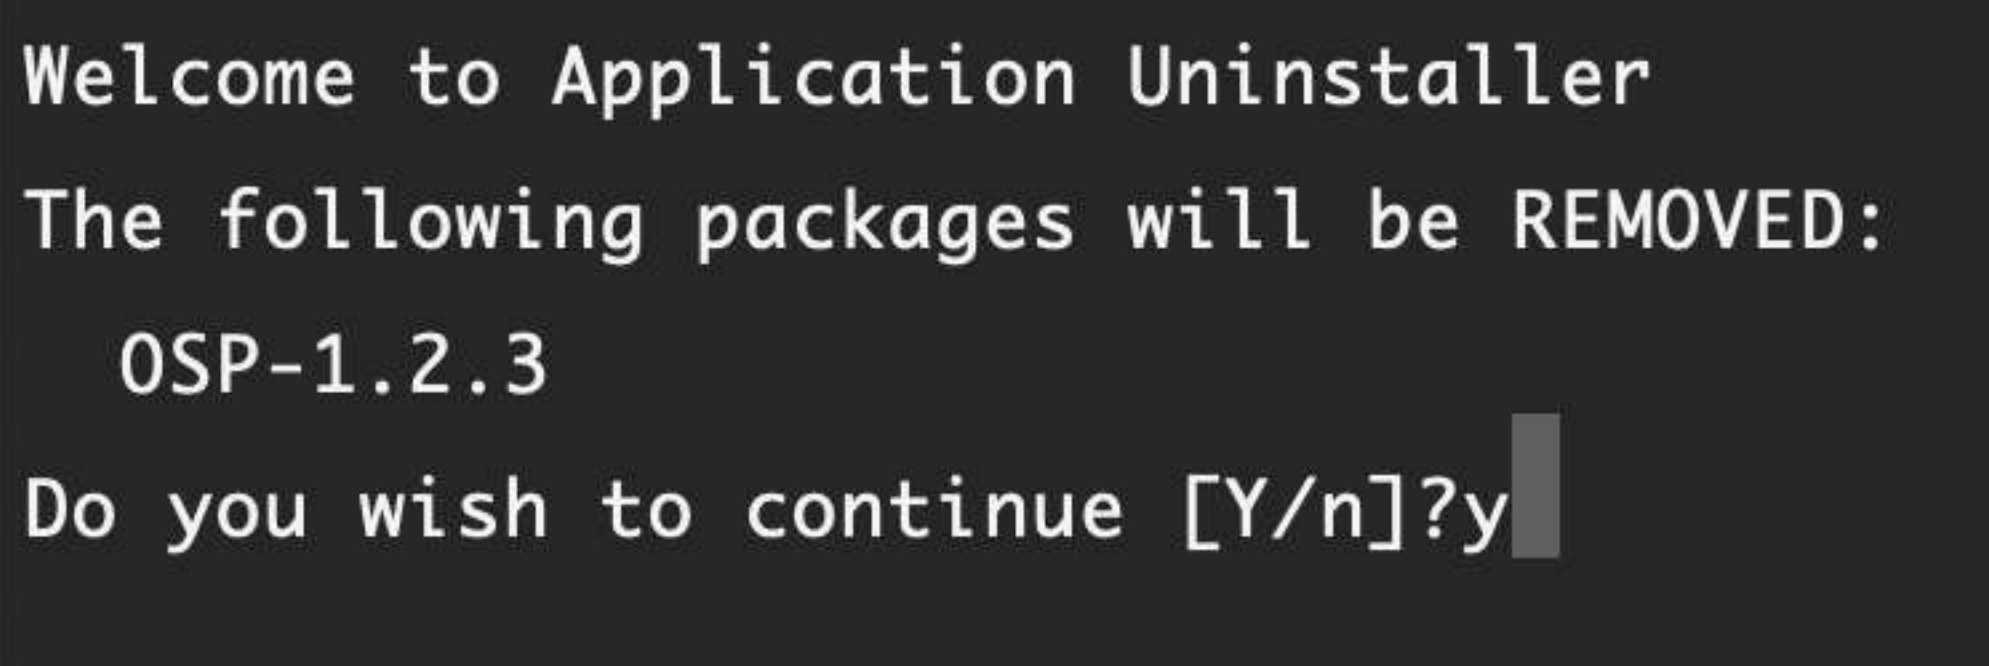 Welcome to Application Uninstaller
The following packages will be REMOVED:
OSP-1.2.3
Do you wish to continue [Y/n]?y